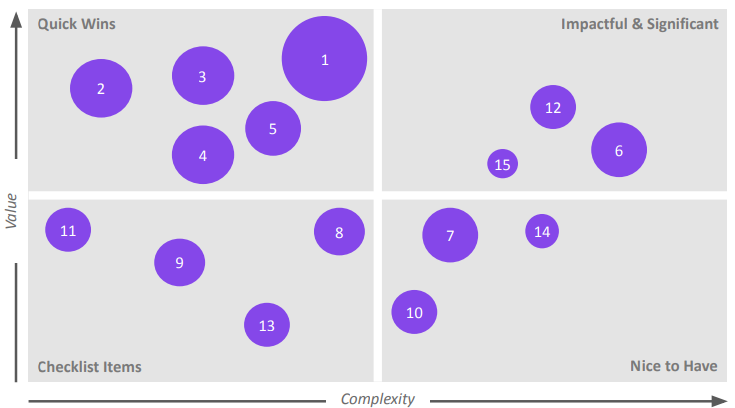 Quick Wins
Impactful & Significant
1
2
3
4
5
12
6
15
Value
11
9
8
13
7
14
10
Checklist Items
Nice to Have
Complexity